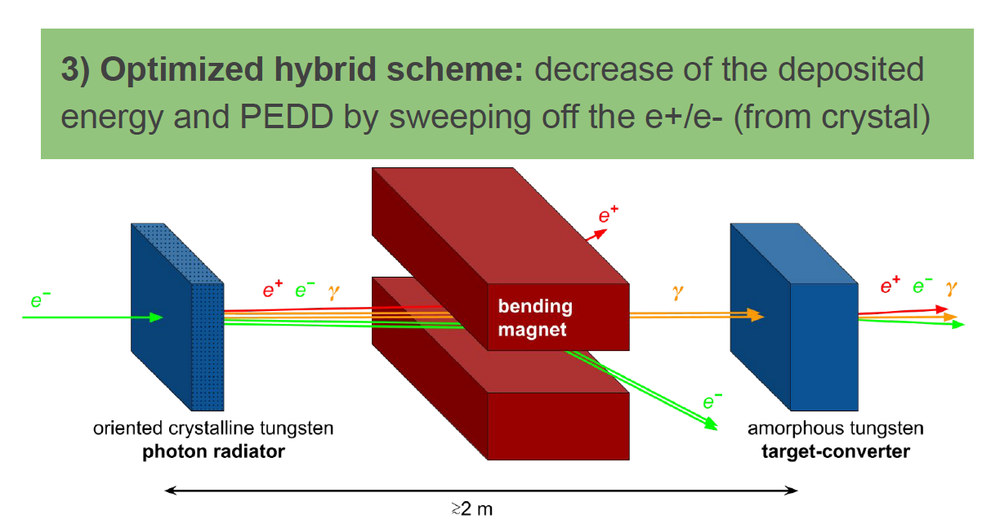 3) Optimized hybrid scheme: decrease of the deposited
energy and PEDD by sweeping off the e+/e- (from crystal)
e⁺
e⁻
e⁺ e⁻ γ
bending
magnet
γ
e⁺ e⁻ γ
e⁻
oriented crystalline tungsten
photon radiator
amorphous tungsten
target-converter
≳2 m